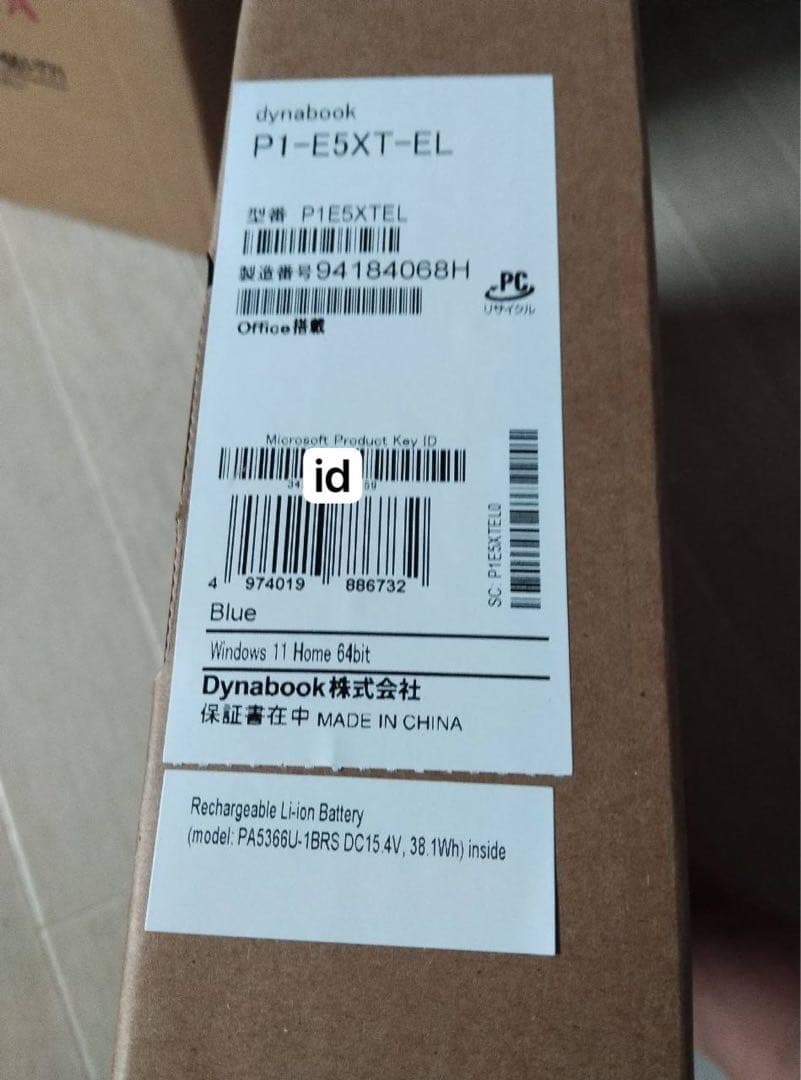 dynabook
P1-E5XT-EL
型番 P1E5XTEL
製造番号94184068H
PC
リサイクル
Office搭載
Microsoft Product Key ID
id
4 974019 886732
SC: P1E5XTEL0
Blue
Windows 11 Home 64bit
Dynabook株式会社
保証書在中 MADE IN CHINA
Rechargeable Li-ion Battery
(model: PA5366U-1BRS DC15.4V, 38.1Wh) inside